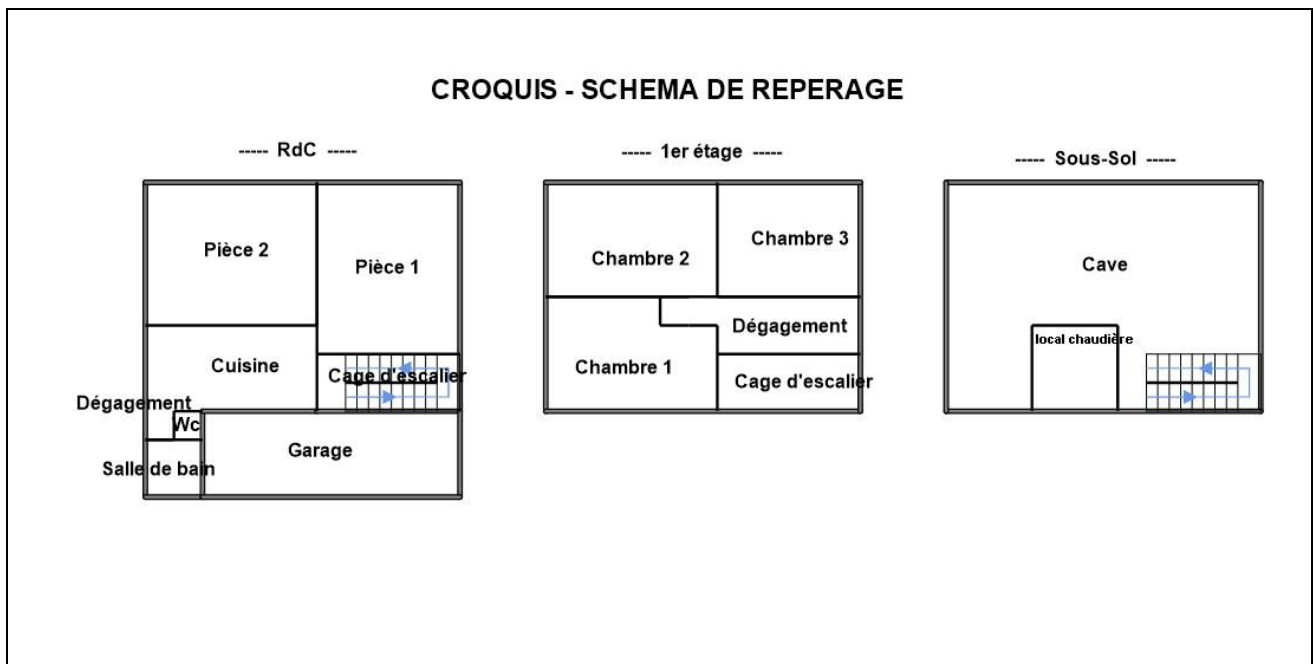 CROQUIS - SCHEMA DE REPERAGE
----- RdC -----
Pièce 2
Pièce 1
Cuisine
Cage d'escalier
Dégagement
Wc
Garage
Salle de bain
----- 1er étage -----
Chambre 3
Chambre 2
Dégagement
Chambre 1
Cage d'escalier
----- Sous-Sol -----
Cave
local chaudière